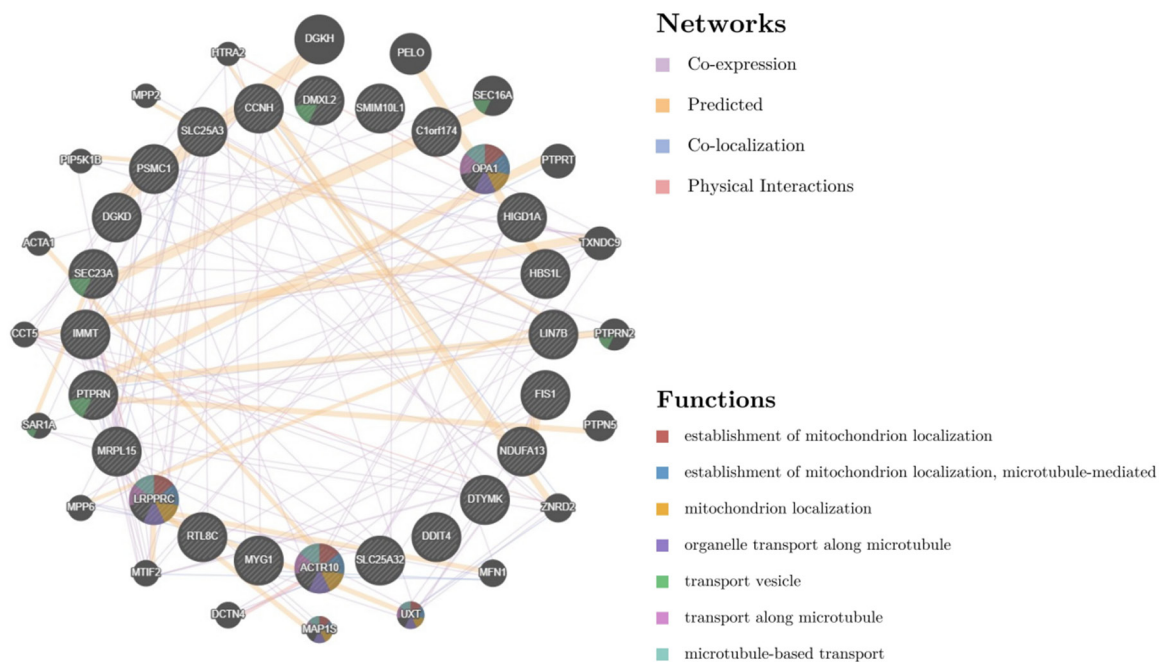 DGKH
HTRA2
PELO
MPP2
SEC16A
DMXL2
CCNH
SMIM10L1
SLC25A3
C1orf174
PIP5K1B
PSMC1
OPA1
PTPRT
DGKD
HIGD1A
ACTA1
TXNDC9
SEC23A
HBS1L
CCT5
IMMT
LIN7B
PTPRN2
PTPRN
FIS1
SAR1A
PTPN5
MRPL15
NDUFA13
MPP6
LRPPRC
DTYMK
ZNRD2
RTL8C
DDIT4
MYG1
ACTR10
SLC25A32
MTIF2
MFN1
DCTN4
MAP1S
UXT
Networks
Co-expression
Predicted
Co-localization
Physical Interactions
Functions
establishment of mitochondrion localization
establishment of mitochondrion localization, microtubule-mediated
mitochondrion localization
organelle transport along microtubule
transport vesicle
transport along microtubule
microtubule-based transport